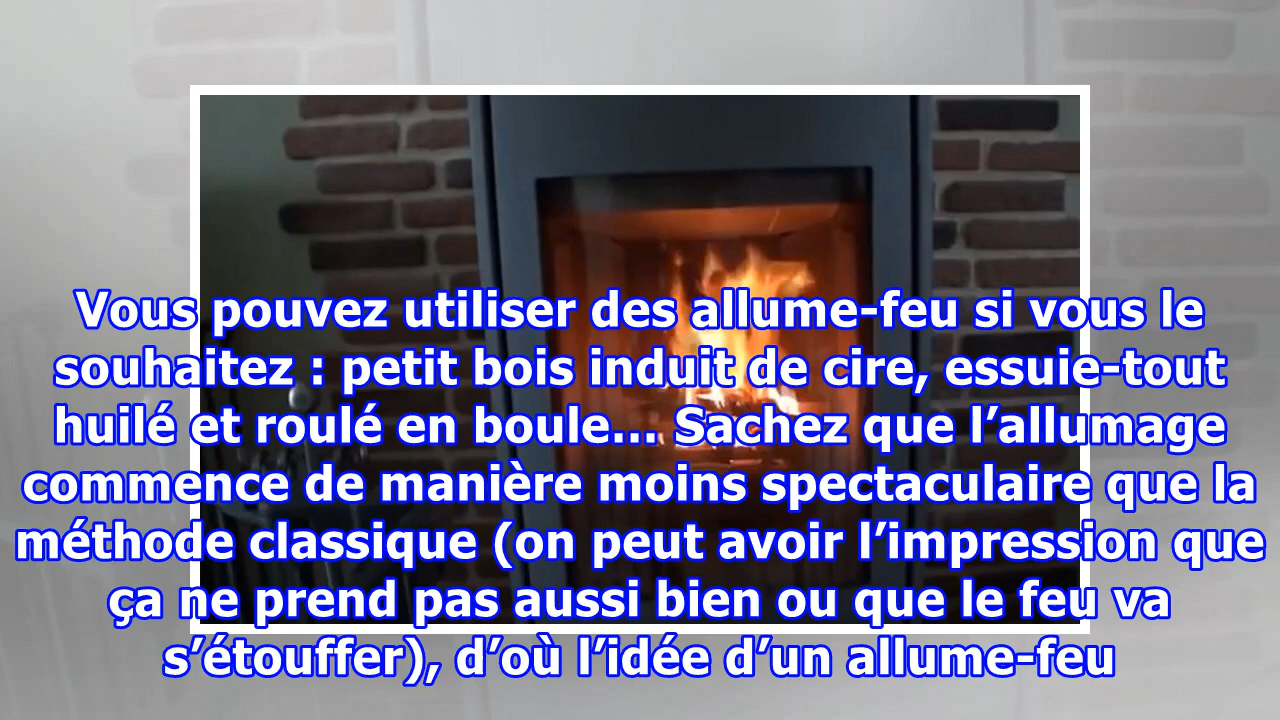 Vous pouvez utiliser des allume-feu si vous le
souhaitez : petit bois induit de cire, essuie-tout
huilé et roulé en boule... Sachez que l’allumage
commence de manière moins spectaculaire que la
méthode classique (on peut avoir l’impression que
ça ne prend pas aussi bien ou que le feu va
s’étouffer), d’où l’idée d’un allume-feu